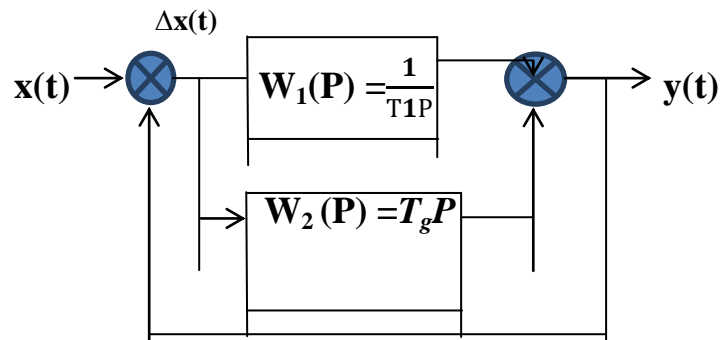 Δx(t)
x(t)
W₁(P) = 1/T1P
y(t)
W₂ (P) =TgP